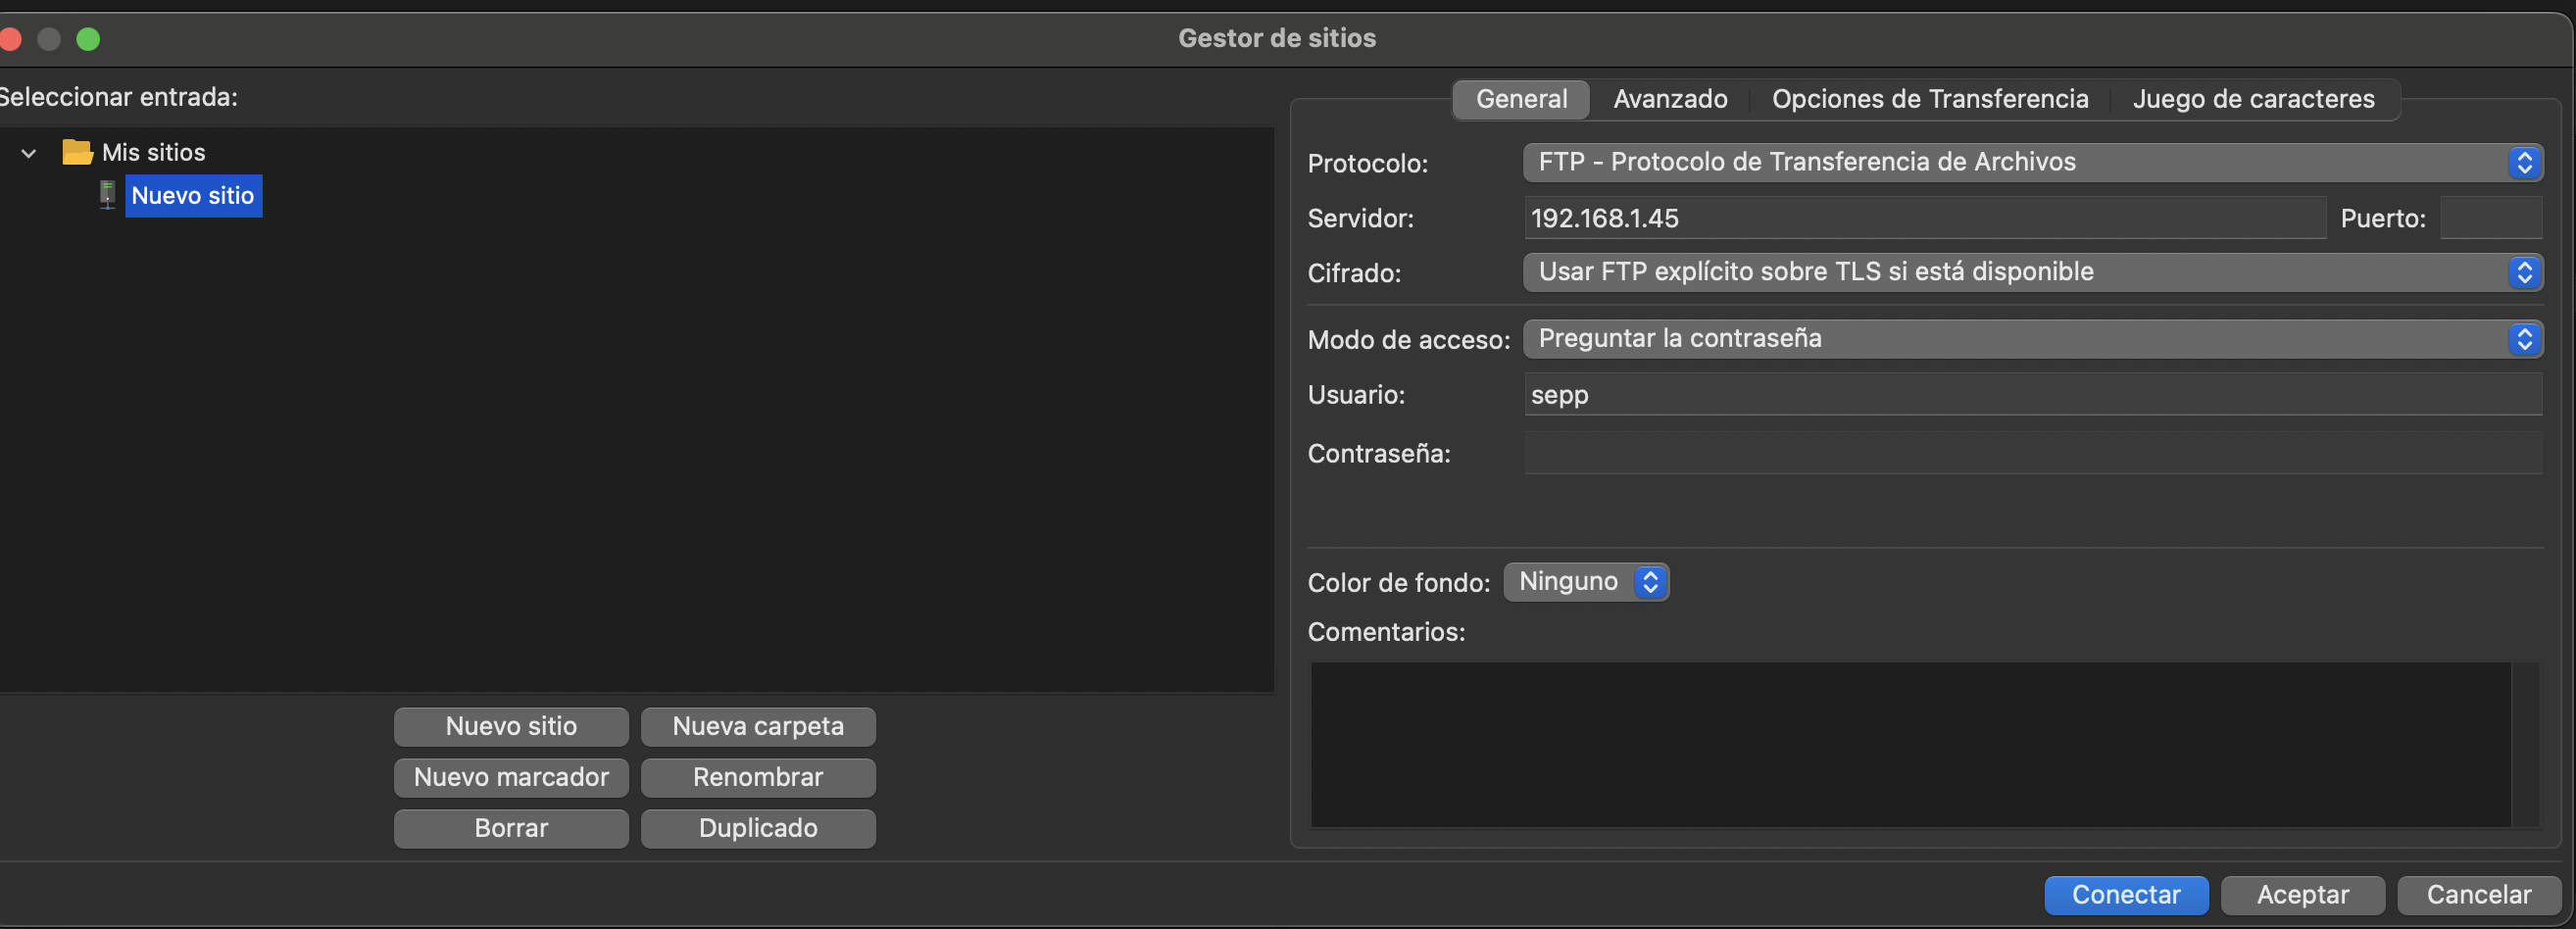 Gestor de sitios
Seleccionar entrada:
Mis sitios
Nuevo sitio
Nuevo sitio Nueva carpeta
Nuevo marcador Renombrar
Borrar Duplicado
General Avanzado Opciones de Transferencia Juego de caracteres
Protocolo: FTP - Protocolo de Transferencia de Archivos
Servidor: 192.168.1.45 Puerto:
Cifrado: Usar FTP explícito sobre TLS si está disponible
Modo de acceso: Preguntar la contraseña
Usuario: sepp
Contraseña:
Color de fondo: Ninguno
Comentarios:
Conectar Aceptar Cancelar